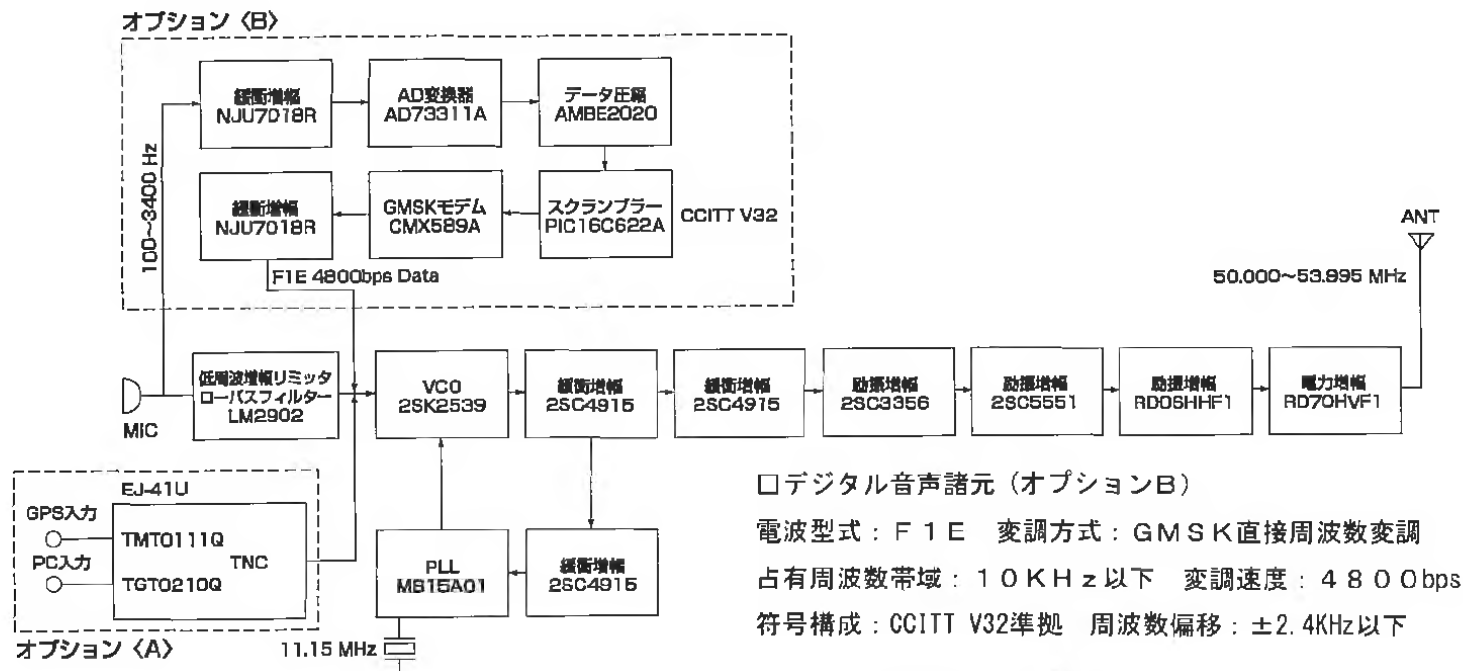 オプション〈B〉
緩衝増幅
NJU7018R
AD変換器
AD73311A
データ圧縮
AMBE2020
100~3400 Hz
緩衝増幅
NJU7018R
GMSKモデム
CMX589A
スクランブラー
PIC16C622A
CCITT V32
F1E 4800bps Data
ANT
50.000~53.995 MHz
MIC
低周波増幅リミッタ
ローパスフィルター
LM2902
VCO
2SK2539
緩衝増幅
2SC4915
緩衝増幅
2SC4915
励振増幅
2SC3356
励振増幅
2SC5551
励振増幅
RD06HHF1
電力増幅
RD70HVF1
EJ-41U
GPS入力
TMT0111Q
TNC
PC入力
TGT0210Q
オプション〈A〉
PLL
MB15A01
緩衝増幅
2SC4915
11.15 MHz
□デジタル音声諸元（オプションB）
電波型式：F1E 変調方式：GMSK直接周波数変調
占有周波数帯域：10KHz以下 変調速度：4800bps
符号構成：CCITT V32準拠 周波数偏移：±2.4KHz以下